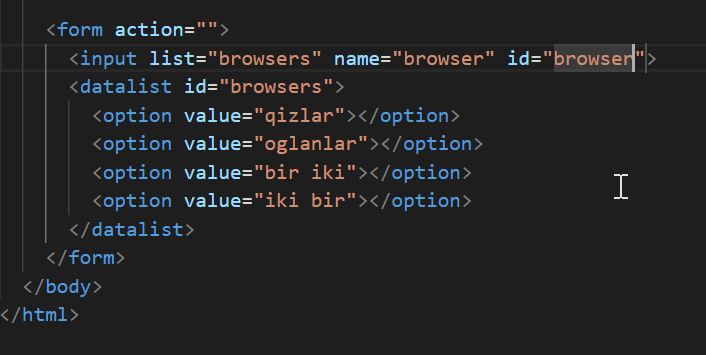 <form action="">
<input list="browsers" name="browser" id="browser">
<datalist id="browsers">
<option value="qizlar"></option>
<option value="oglanlar"></option>
<option value="bir iki"></option>
<option value="iki bir"></option>
</datalist>
</form>
</body>
</html>